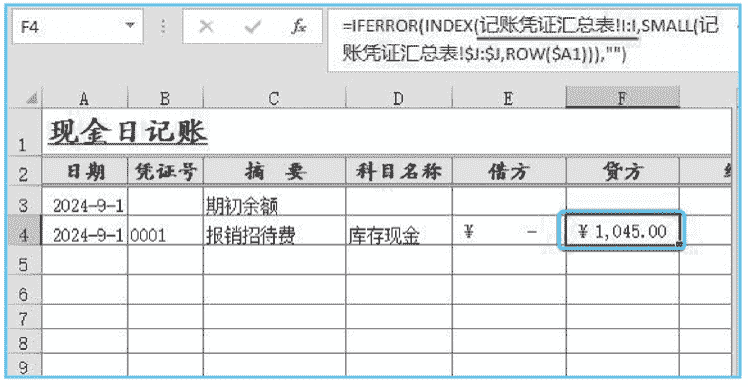 F4 fx =IFERROR(INDEX(记账凭证汇总表!I:I,SMALL(记
账凭证汇总表!$J:$J,ROW($A1))),"")
A B C D E F
1 现金日记账
2 日期 凭证号 摘 要 科目名称 借方 贷方
3 2024-9-1 期初余额
4 2024-9-1 0001 报销招待费 库存现金 ¥ - ¥ 1,045.00
5
6
7
8
9